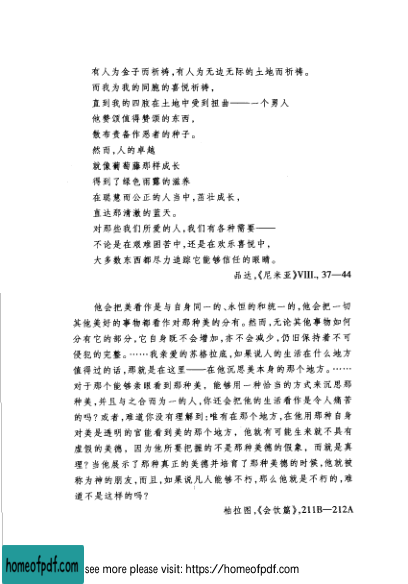 有人为金子而祈祷,有人为无边无际的土地而祈祷。
而我为我的同胞的喜悦祈祷,
直到我的四肢在土地中受到扭曲——一个男人
他赞颂值得赞颂的东西,
散布责备作恶者的种子。
然而,人的卓越
就像葡萄藤那样成长
得到了绿色雨露的滋养
在聪慧而公正的人当中,茁壮成长,
直达那清澈的蓝天。
对那些我们所爱的人,我们有各种需要——
不论是在艰难困苦中,还是在欢乐喜悦中,
大多数东西都尽力追踪它能够信任的眼睛。
品达,《尼米亚》VIII., 37—44
他会把美看作是与自身同一的、永恒的和统一的,他会把一切
其他美好的事物都看作对那种美的分有。然而,无论其他事物如何
分有它的部分,它自身既不会增加,亦不会减少,仍旧保持着不可
侵犯的完整。……我亲爱的苏格拉底,如果说人的生活在什么地方
值得过的话,那就是在这里——在他沉思美本身的那个地方。……
对于那个能够亲眼看到那种美,能够用一种恰当的方式来沉思那
种美,并且与之合而为一的人,你还会把他的生活看作是令人痛苦
的吗?或者,难道你没有理解到:唯有在那个地方,在他用那种自身
对美是透明的官能看到美的那个地方,他就有可能生来就不具有
虚假的美德,因为他所要把握的不是那种美德的假象,而就是真
理?当他展示了那种真正的美德并培育了那种美德的时候,他就被
称为神的朋友,而且,如果说凡人能够不朽,那么他就是不朽的,难
道不是这样的吗?
柏拉图,《会饮篇》,211B—212A
homeofpdf.com
see more please visit: https://homeofpdf.com